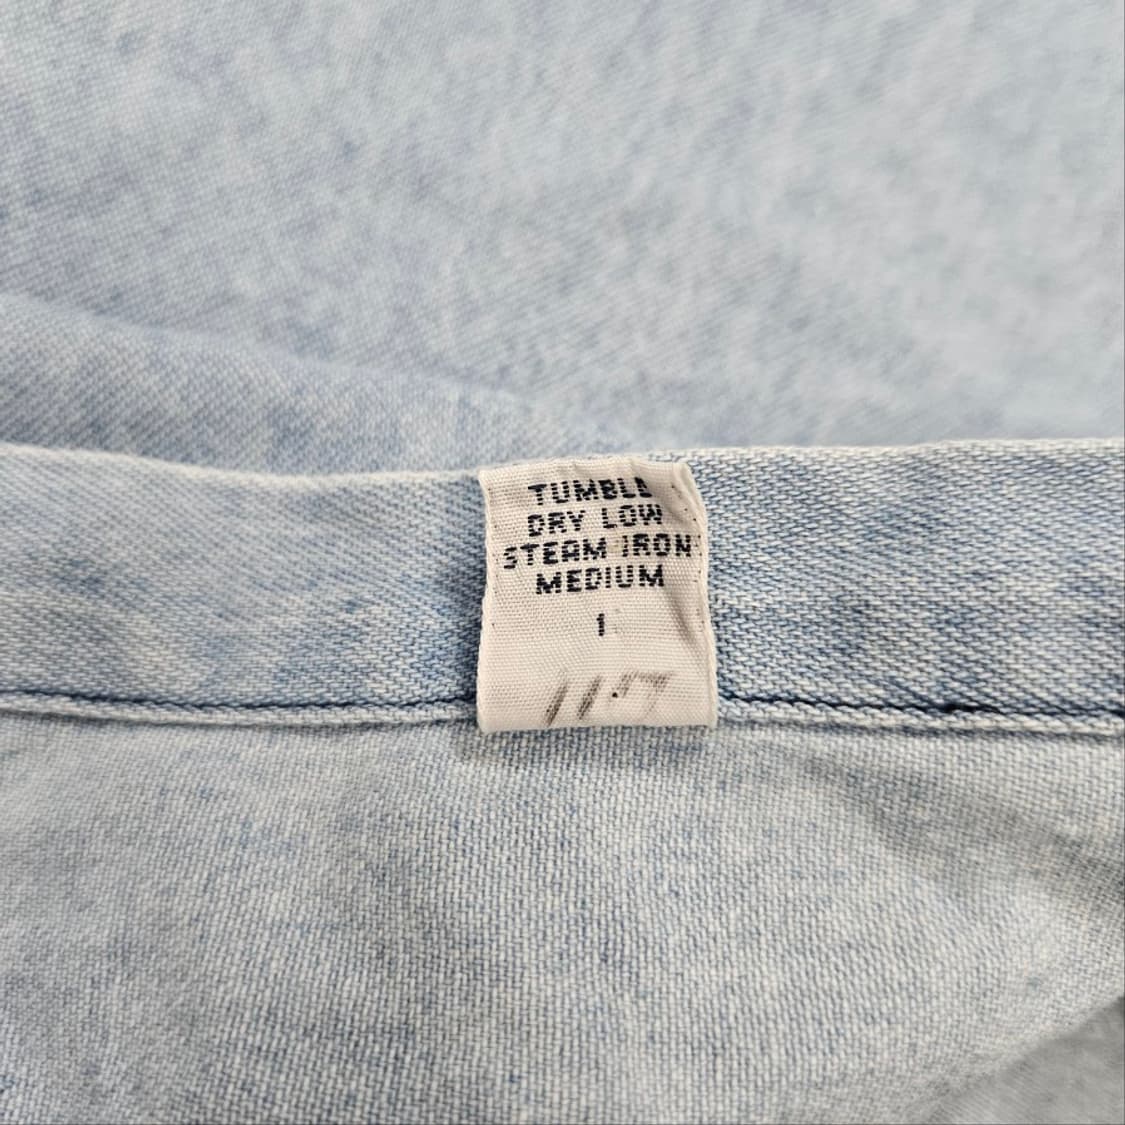 TUMBLE
DRY LOW
STEAM IRON
MEDIUM
1